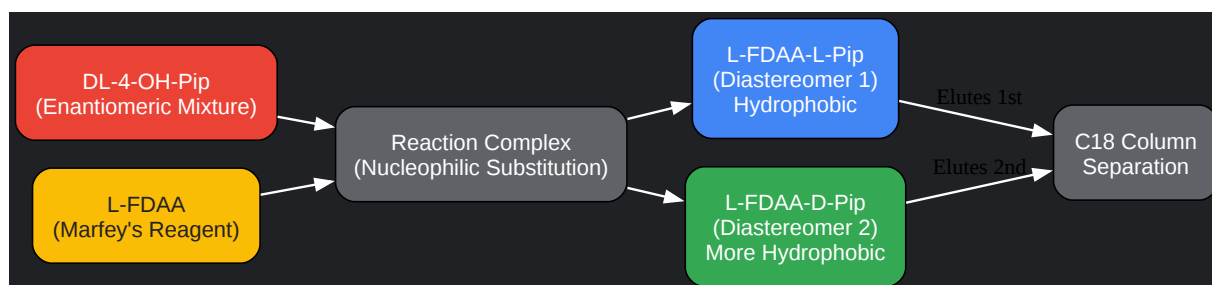 DL-4-OH-Pip
(Enantiomeric Mixture)
L-FDAA
(Marfey's Reagent)
Reaction Complex
(Nucleophilic Substitution)
L-FDAA-L-Pip
(Diastereomer 1)
Hydrophobic
L-FDAA-D-Pip
(Diastereomer 2)
More Hydrophobic
Elutes 1st
Elutes 2nd
C18 Column
Separation